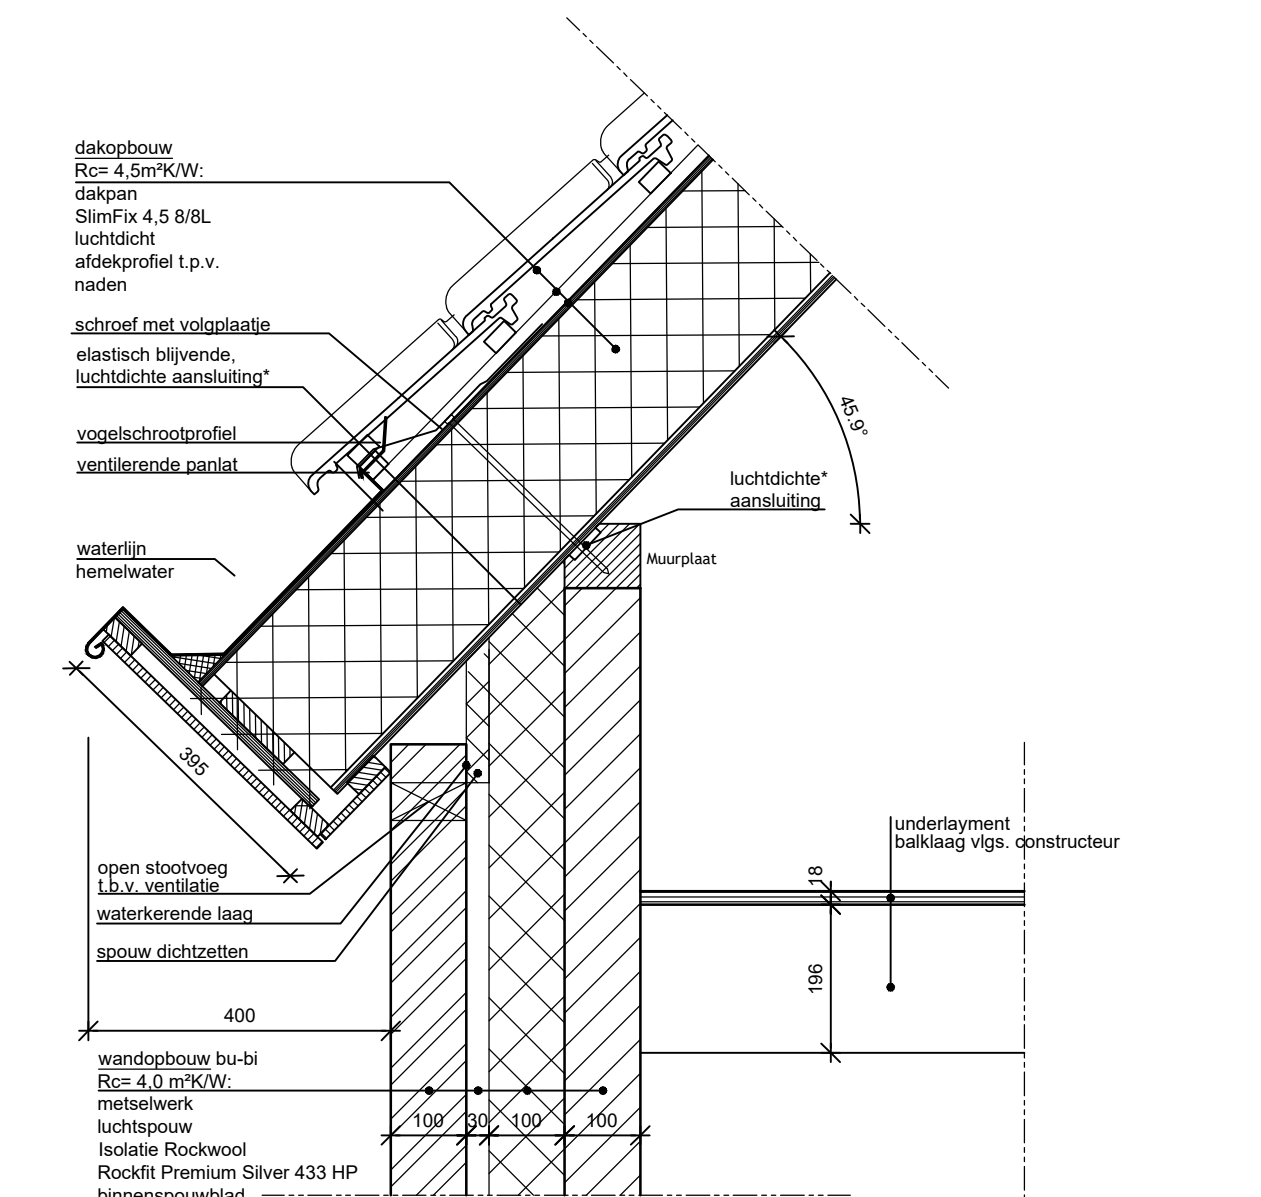 dakopbouw
Rc= 4,5m²K/W:
dakpan
SlimFix 4,5 8/8L
luchtdicht
afdekprofiel t.p.v.
naden
schroef met volgplaatje
elastisch blijvende,
luchtdichte aansluiting*
vogelschrootprofiel
ventilerende panlat
waterlijn
hemelwater
45.9°
luchtdichte*
aansluiting
Muurplaat
395
open stootvoeg
t.b.v. ventilatie
waterkerende laag
spouw dichtzetten
underlayment
balklaag vlgs. constructeur
18
196
400
wandopbouw bu-bi
Rc= 4,0 m²K/W:
metselwerk
luchtspouw
Isolatie Rockwool
Rockfit Premium Silver 433 HP
binnenspouwblad
100 30 100 100